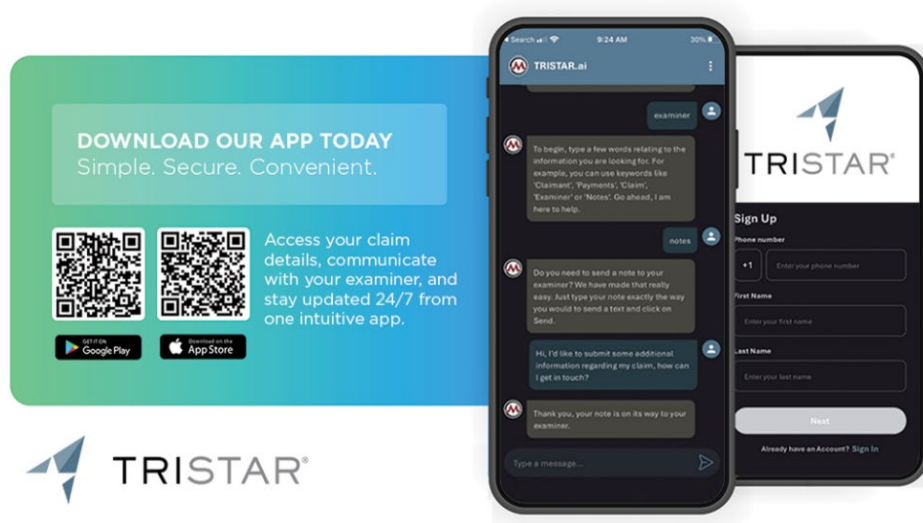 DOWNLOAD OUR APP TODAY
Simple. Secure. Convenient.
Access your claim
details, communicate
with your examiner, and
stay updated 24/7 from
one intuitive app.
GET IT ON
Google Play
Download on the
App Store
TRISTAR®
Search
9:24 AM
30%
TRISTAR.ai
examiner
To begin, type a few words relating to the
information you are looking for. For
example, you can use keywords like
'Claimant', 'Payments', 'Claim',
'Examiner' or 'Notes'. Go ahead, I am
here to help.
notes
Do you need to send a note to your
examiner? We have made that really
easy. Just type your note exactly the way
you would to send a text and click on
Send.
Hi, I'd like to submit some additional
information regarding my claim, how can
I get in touch?
Thank you, your note is on its way to your
examiner.
Type a message...
TRISTAR®
Sign Up
Phone number
+1
Enter your phone number
First Name
Enter your first name
Last Name
Enter your last name
Next
Already have an Account? Sign In